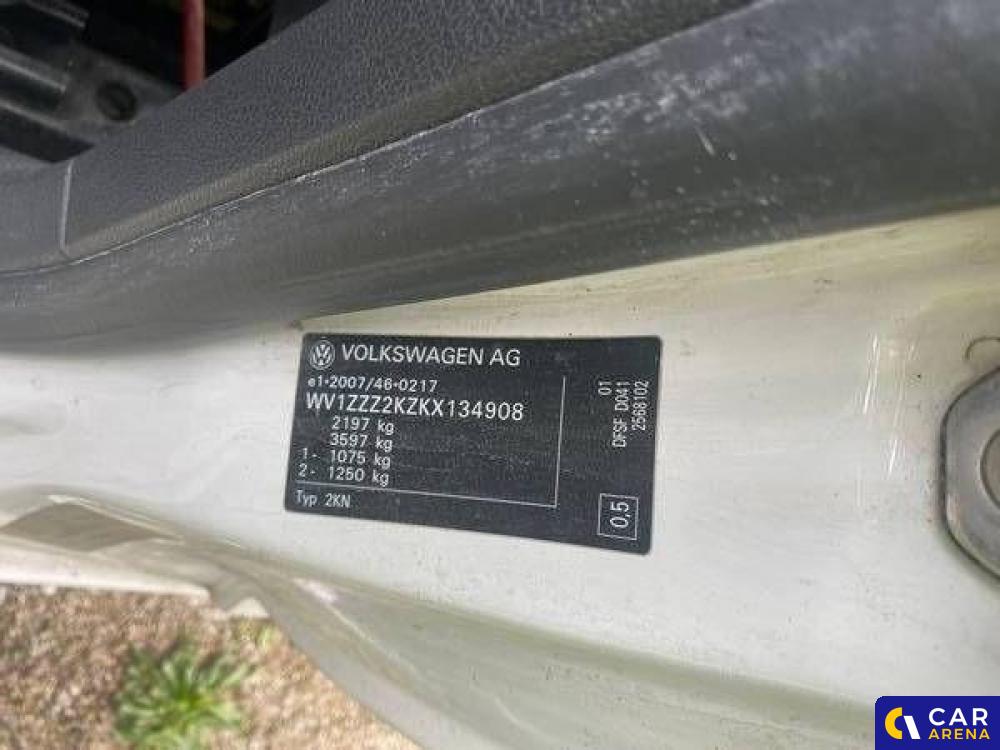 VOLKSWAGEN AG
e1*2007/46*0217
WV1ZZZ2KZKX134908
2197 kg
3597 kg
1- 1075 kg
2- 1250 kg
Typ 2KN
01
DFSF D041
2568102
0,5
CAR
ARENA